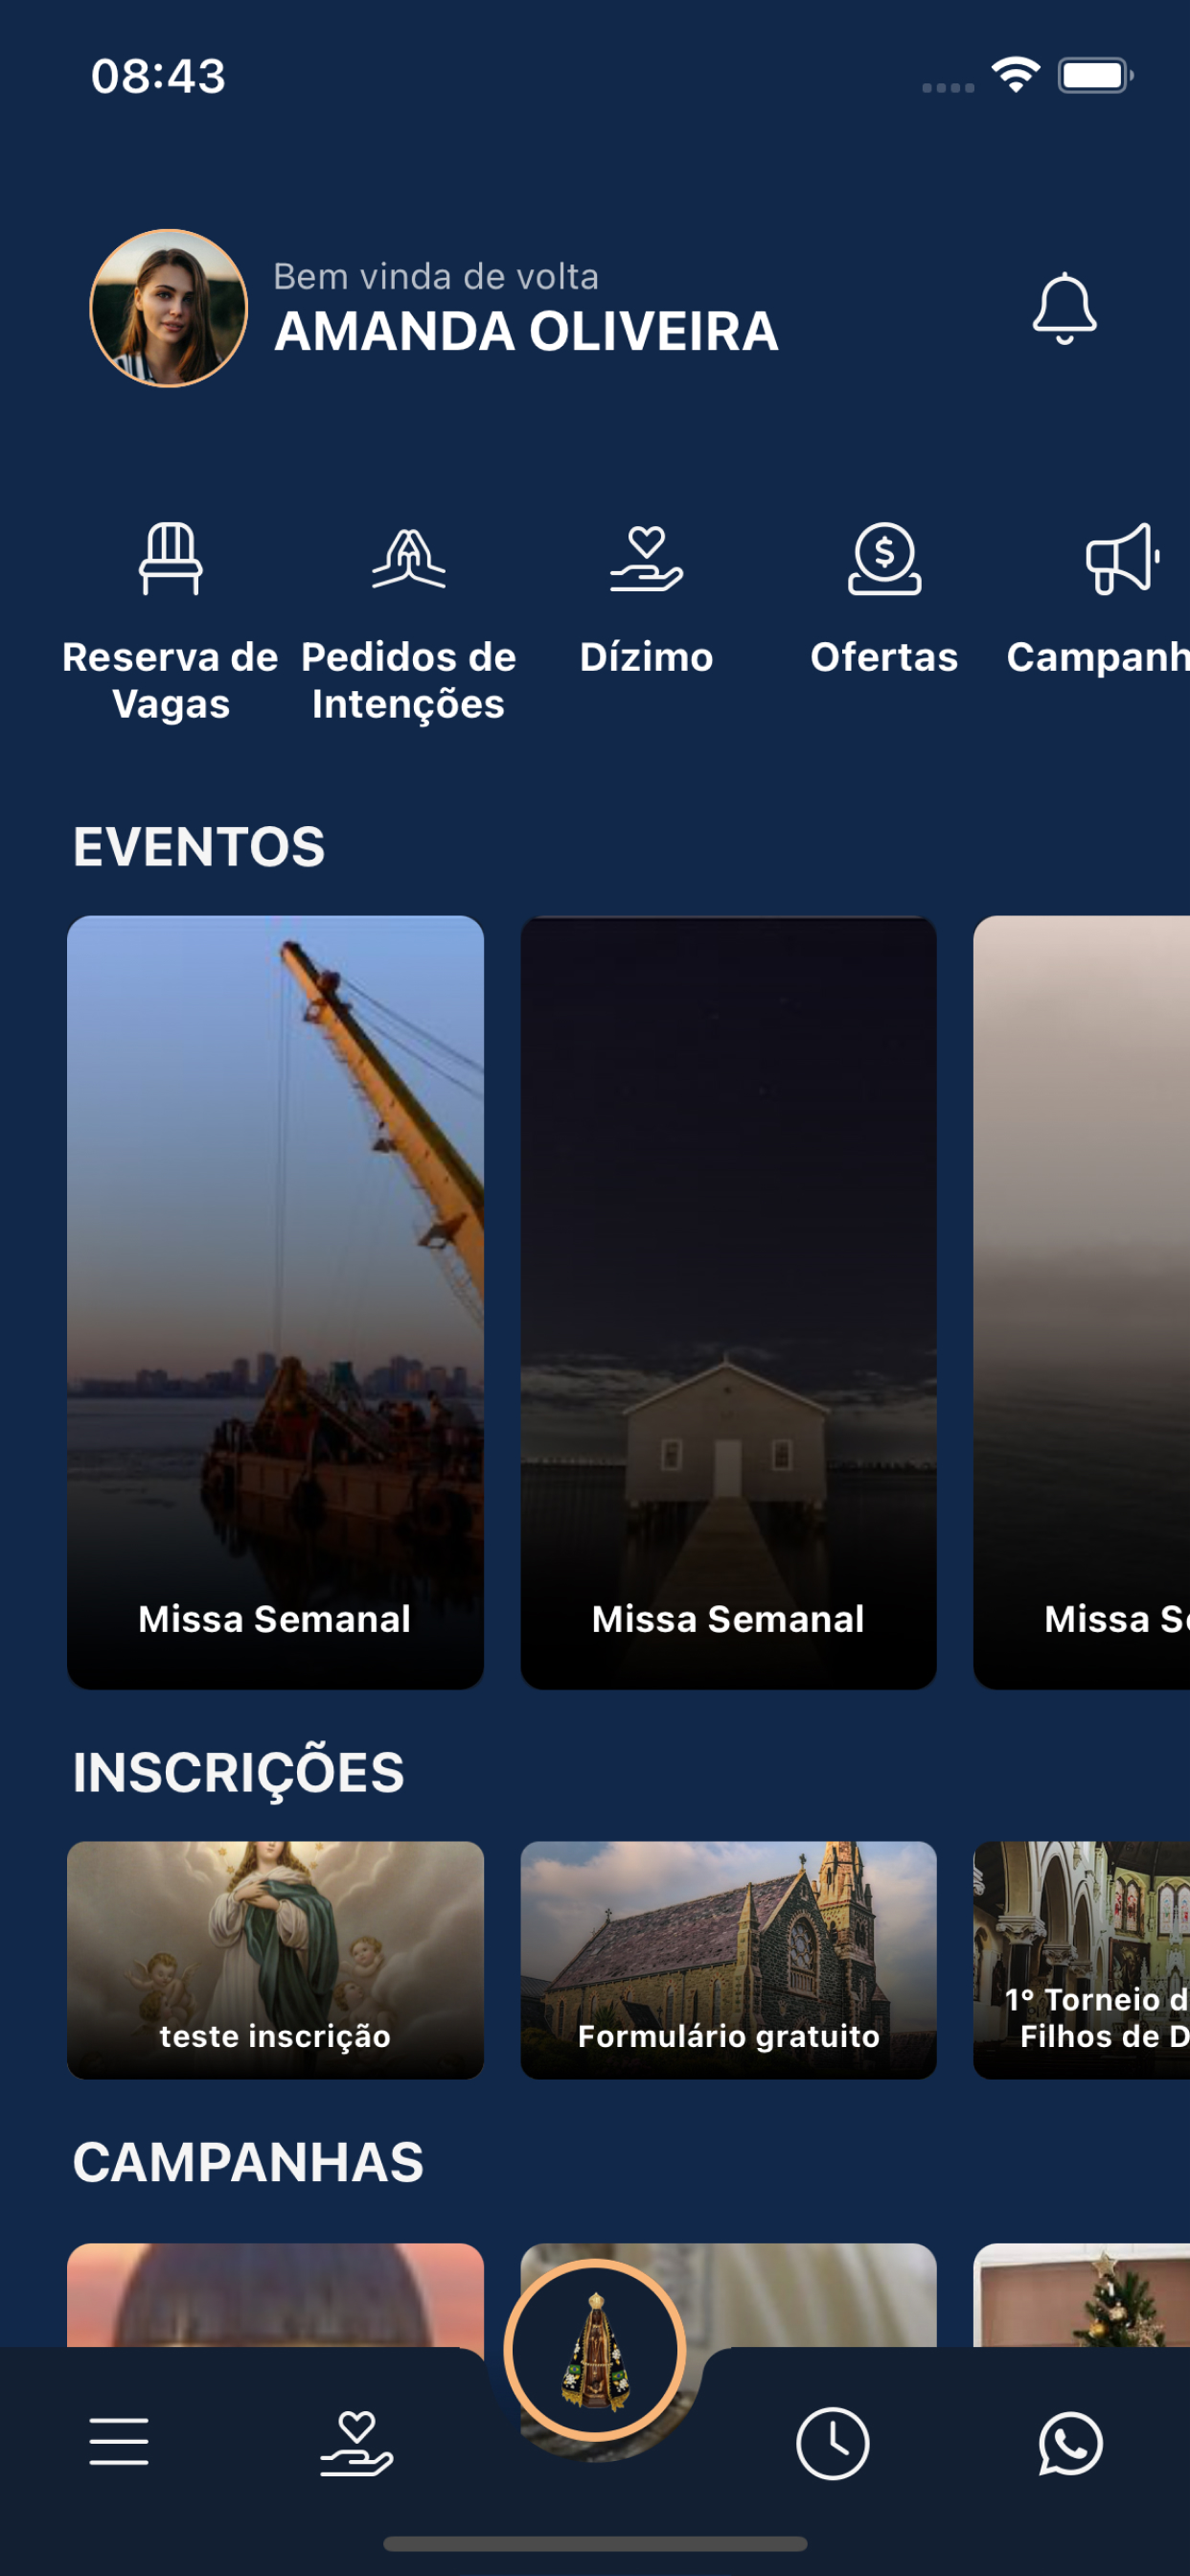 08:43
Bem vinda de volta
AMANDA OLIVEIRA
Reserva de
Vagas
Pedidos de
Intenções
Dízimo
Ofertas
Campanh
EVENTOS
Missa Semanal
Missa Semanal
Missa S
INSCRIÇÕES
teste inscrição
Formulário gratuito
1º Torneio d
Filhos de D
CAMPANHAS